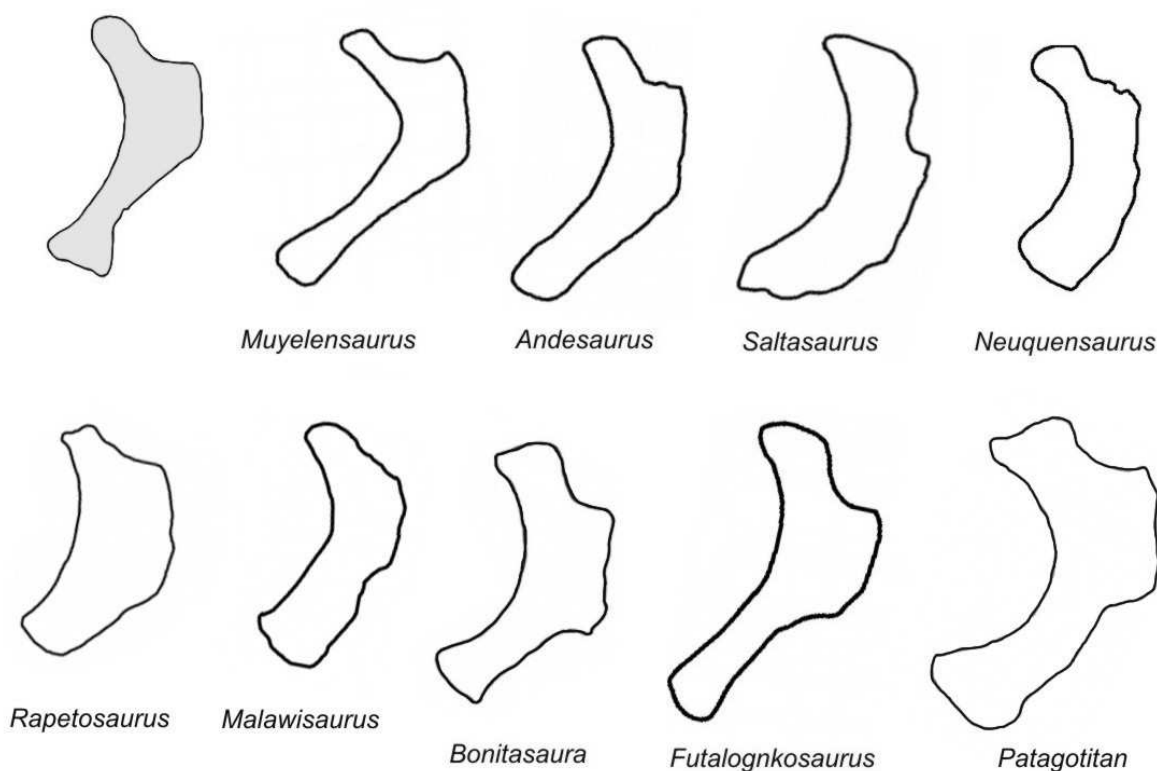 Muyelensaurus
Andesaurus
Saltasaurus
Neuquensaurus
Rapetosaurus
Malawisaurus
Bonitasaura
Futalognkosaurus
Patagotitan